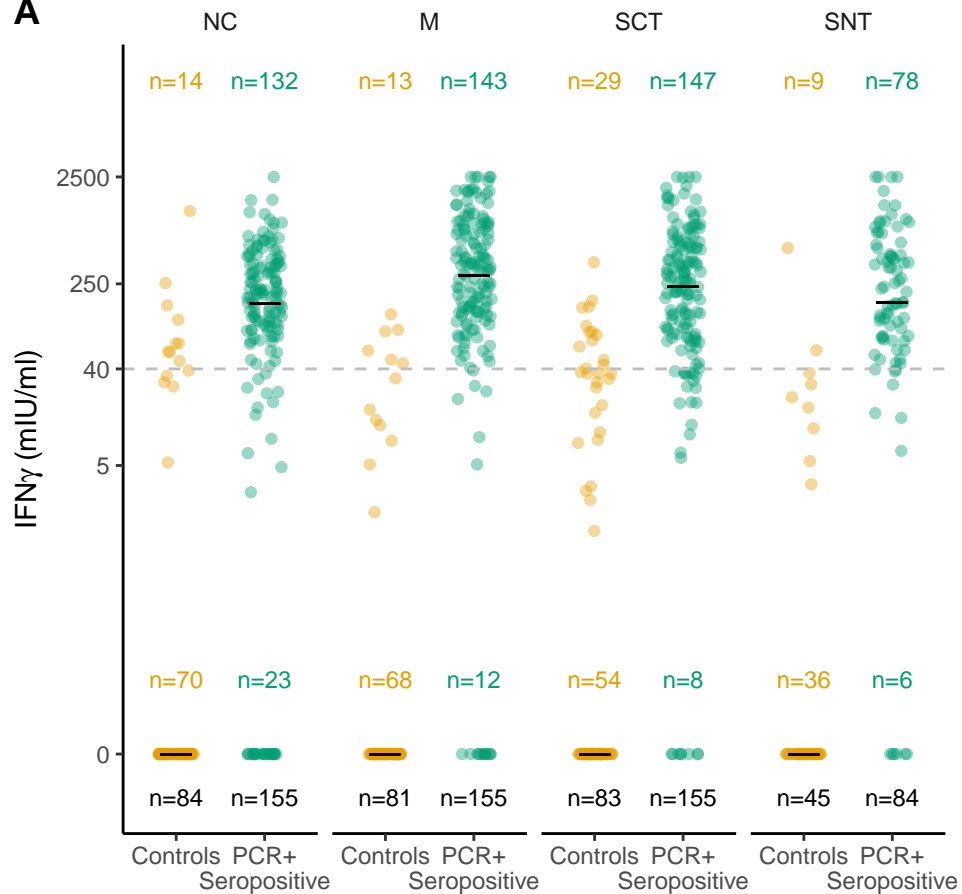 A
NC M SCT SNT
n=14 n=132 n=13 n=143 n=29 n=147 n=9 n=78
2500
250
40
5
IFNγ (mIU/ml)
n=70 n=23 n=68 n=12 n=54 n=8 n=36 n=6
0
n=84 n=155 n=81 n=155 n=83 n=155 n=45 n=84
Controls PCR+ Controls PCR+ Controls PCR+ Controls PCR+
Seropositive Seropositive Seropositive Seropositive